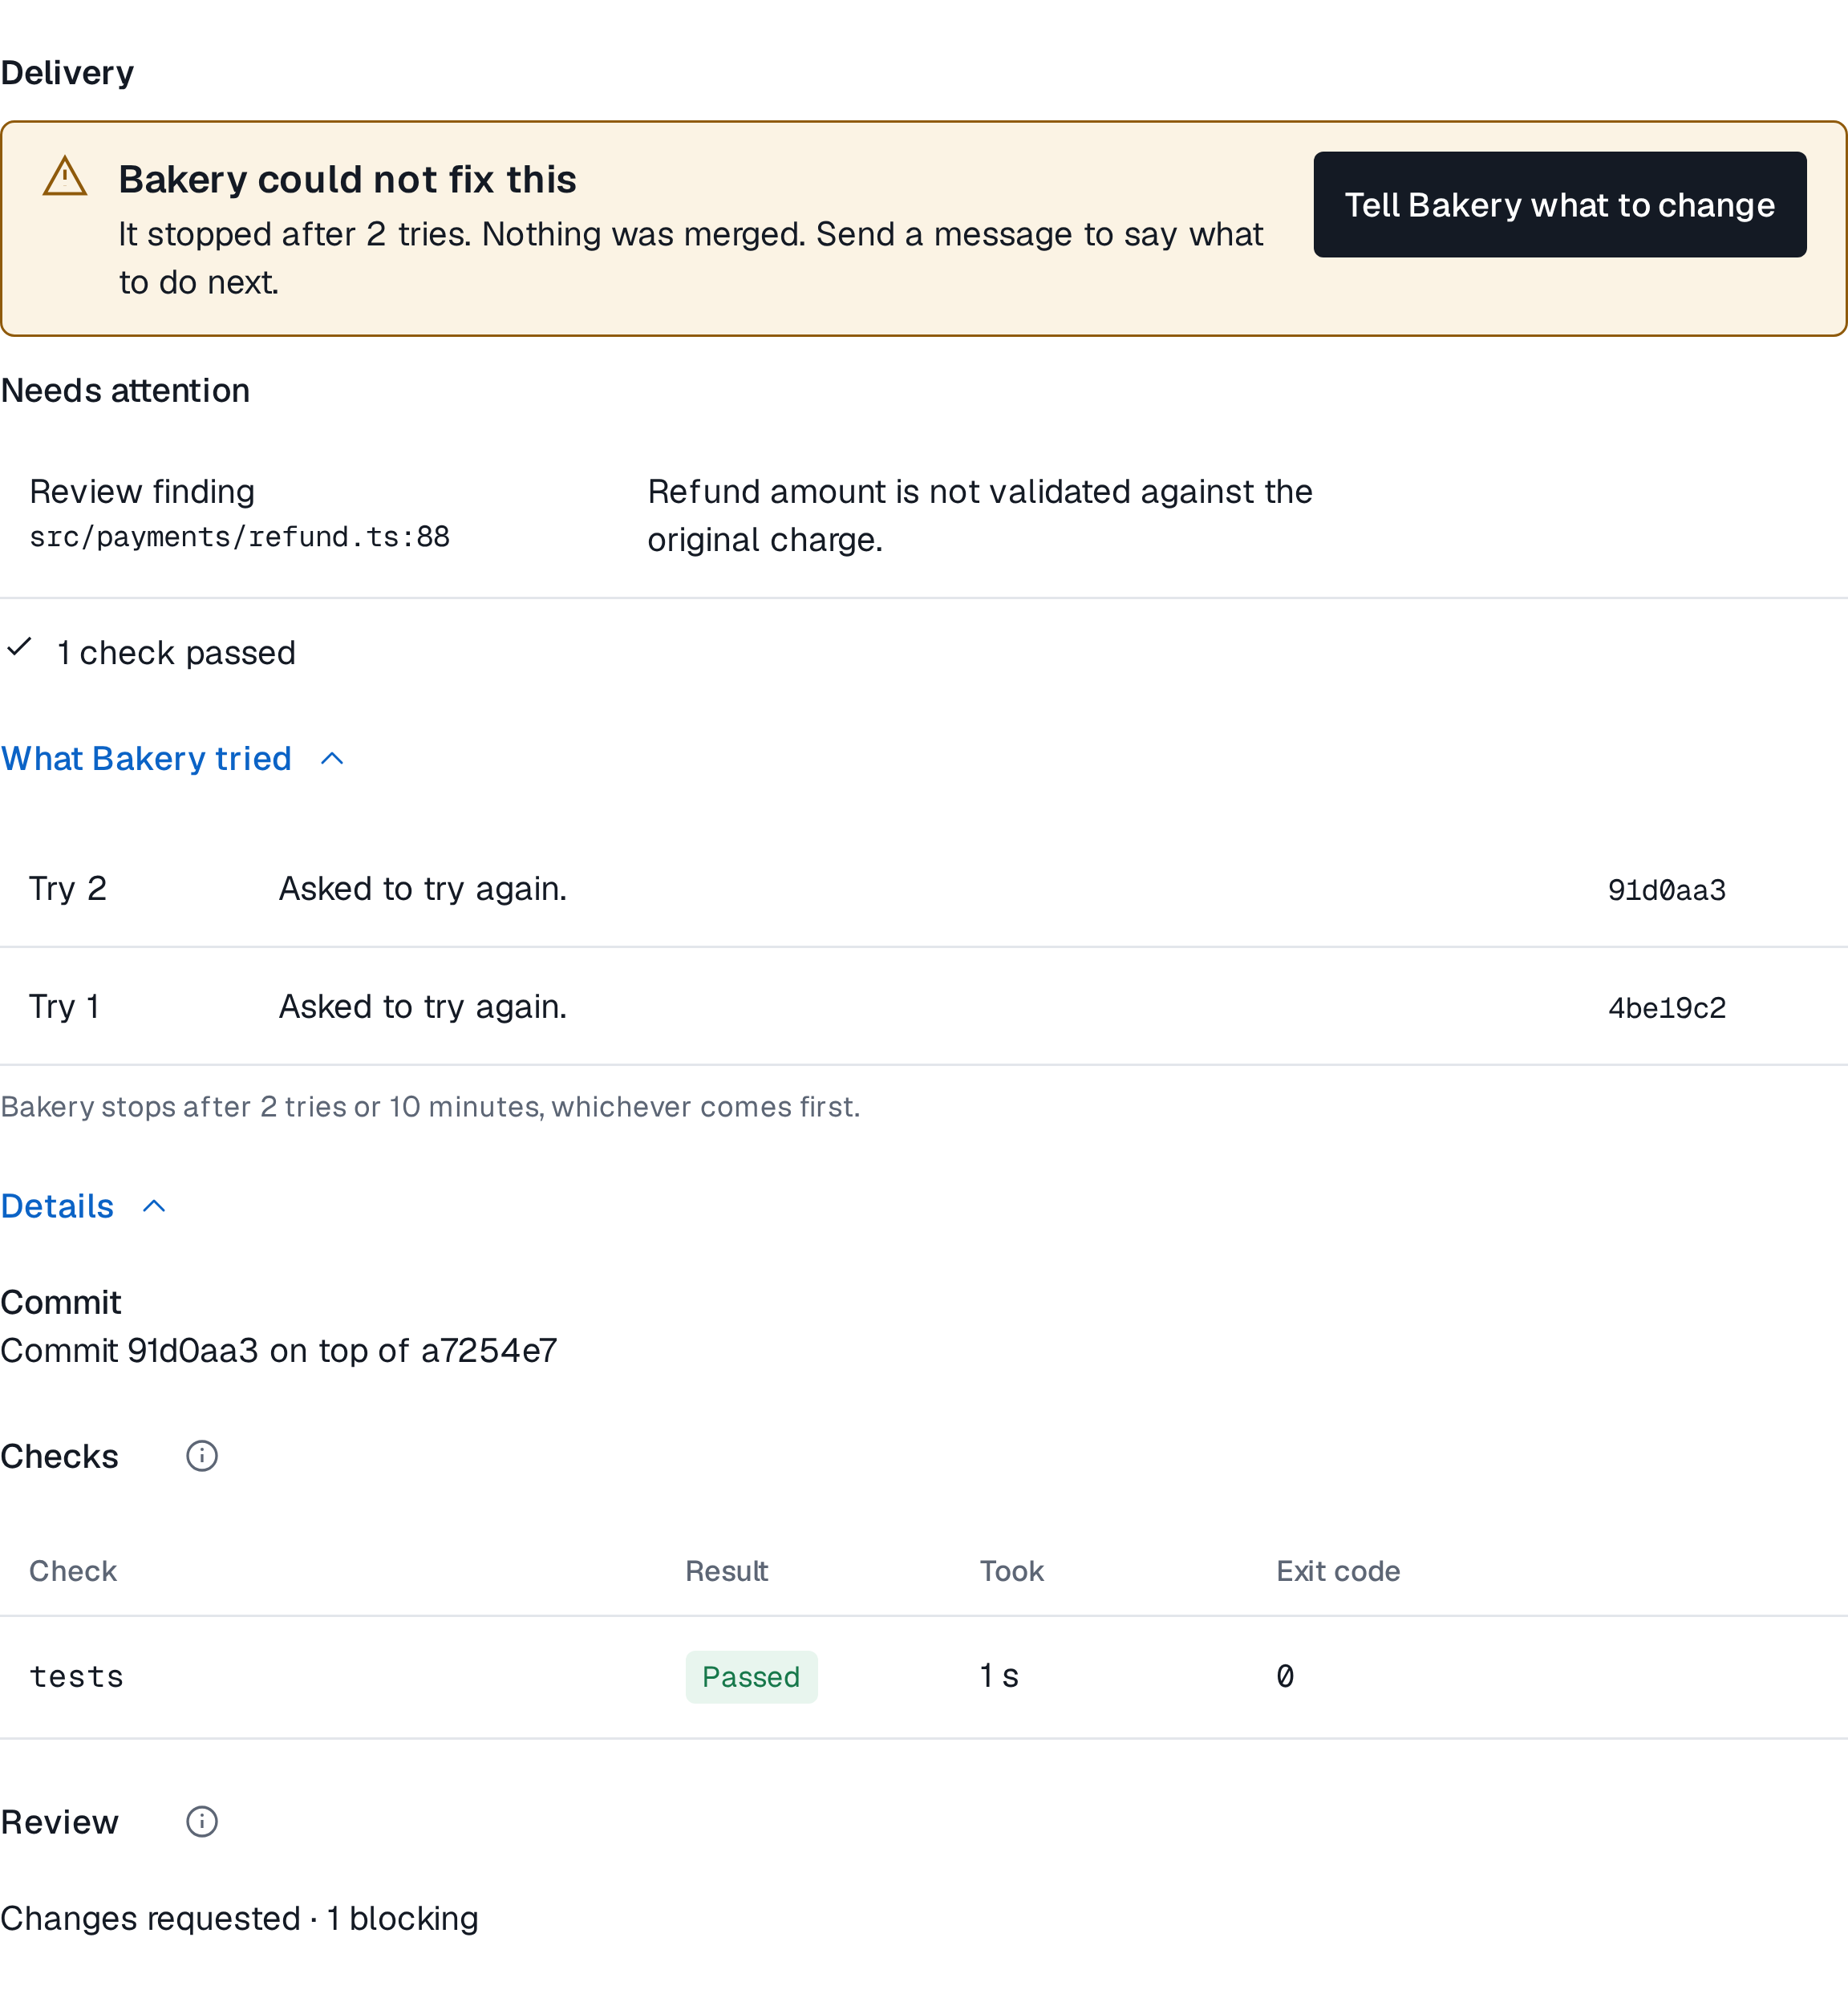 Delivery
Bakery could not fix this
It stopped after 2 tries. Nothing was merged. Send a message to say what
to do next.
Tell Bakery what to change
Needs attention
Review finding
src/payments/refund.ts:88
Refund amount is not validated against the
original charge.
1 check passed
What Bakery tried
Try 2 Asked to try again. 91d0aa3
Try 1 Asked to try again. 4be19c2
Bakery stops after 2 tries or 10 minutes, whichever comes first.
Details
Commit
Commit 91d0aa3 on top of a7254e7
Checks
Check Result Took Exit code
tests Passed 1 s 0
Review
Changes requested · 1 blocking